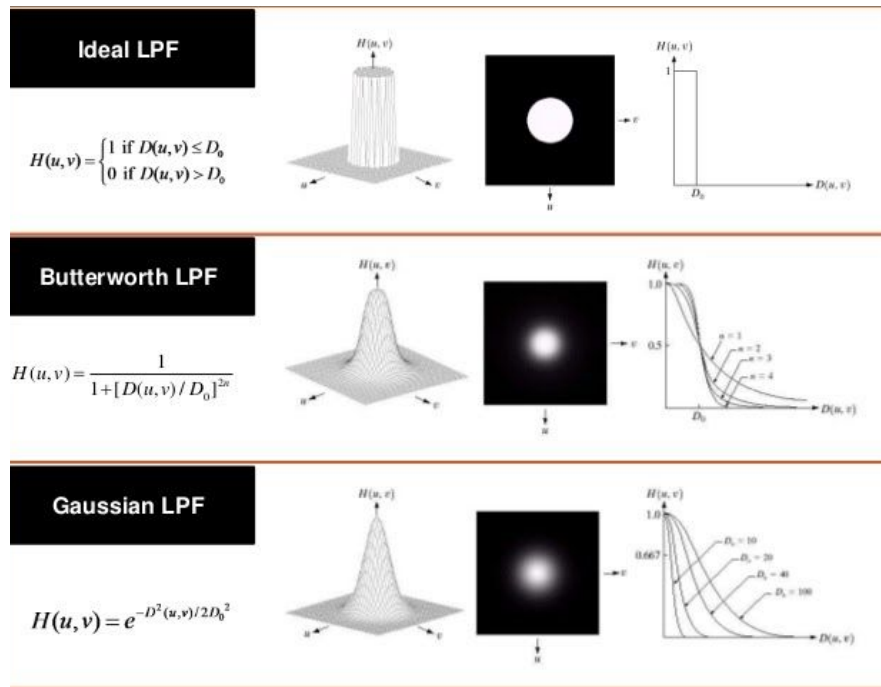 Ideal LPF
H(u,v) = {1 if D(u,v) ≤ D₀
0 if D(u,v) > D₀
H(u, v)
u
v
v
u
H(u, v)
1
D₀
D(u, v)
Butterworth LPF
H(u,v) = 1 / (1+[D(u,v)/D₀]²ⁿ)
H(u, v)
u
v
v
u
H(u, v)
1.0
0.5
n = 1
n = 2
n = 3
n = 4
D₀
D(u, v)
Gaussian LPF
H(u,v) = e^(-D²(u,v)/2D₀²)
H(u, v)
u
v
v
u
H(u, v)
1.0
0.667
D₀ = 10
D₀ = 20
D₀ = 40
D₀ = 100
D(u, v)